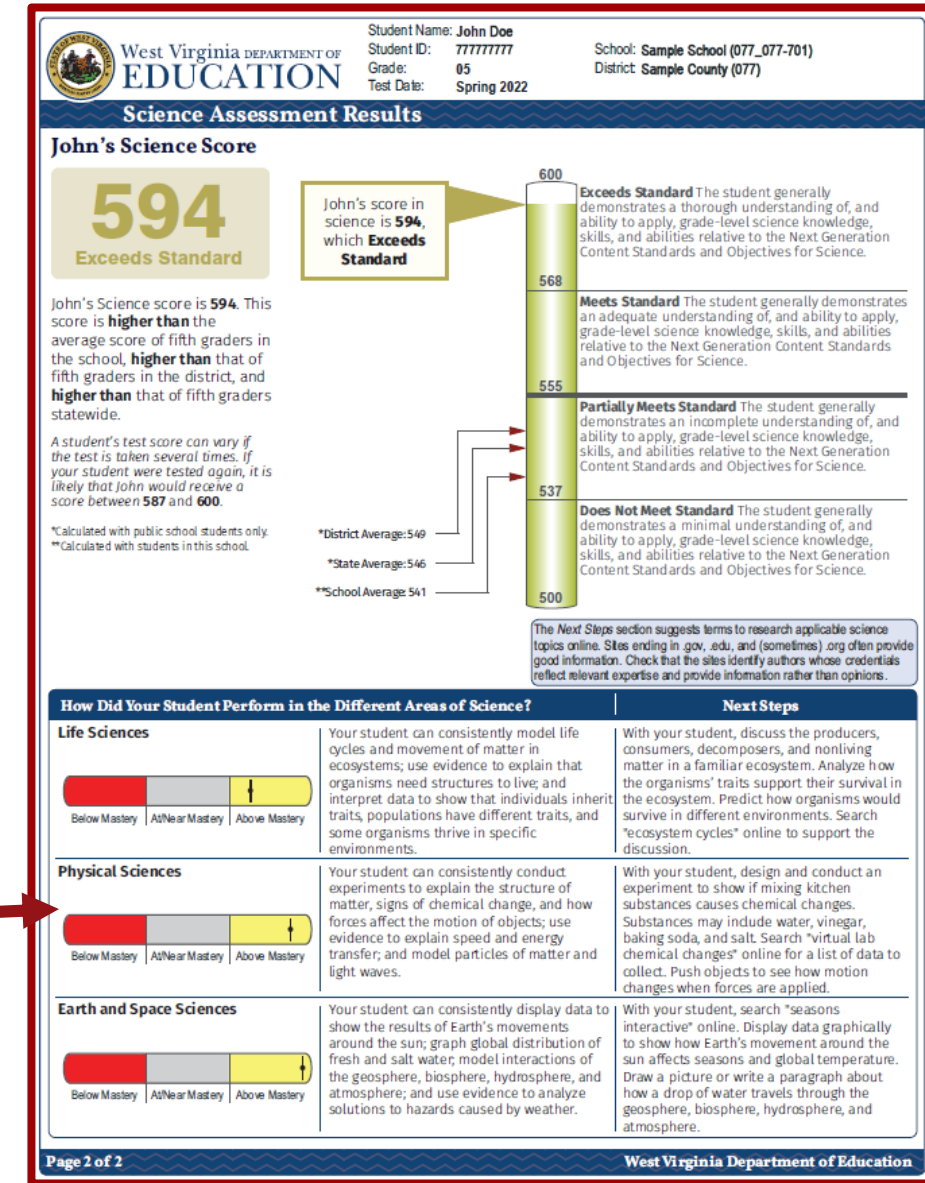 West Virginia DEPARTMENT OF
EDUCATION
Student Name: John Doe
Student ID: 777777777
Grade: 05
Test Date: Spring 2022
School: Sample School (077_077-701)
District: Sample County (077)
Science Assessment Results
John's Science Score
594
Exceeds Standard
John's Science score is 594. This
score is higher than the
average score of fifth graders in
the school, higher than that of
fifth graders in the district, and
higher than that of fifth graders
statewide.
A student's test score can vary if
the test is taken several times. If
your student were tested again, it is
likely that John would receive a
score between 587 and 600.
*Calculated with public school students only.
**Calculated with students in this school.
John's score in
science is 594,
which Exceeds
Standard
600
Exceeds Standard The student generally
demonstrates a thorough understanding of, and
ability to apply, grade-level science knowledge,
skills, and abilities relative to the Next Generation
Content Standards and Objectives for Science.
568
Meets Standard The student generally demonstrates
an adequate understanding of, and ability to apply,
grade-level science knowledge, skills, and abilities
relative to the Next Generation Content Standards
and Objectives for Science.
555
Partially Meets Standard The student generally
demonstrates an incomplete understanding of, and
ability to apply, grade-level science knowledge,
skills, and abilities relative to the Next Generation
Content Standards and Objectives for Science.
537
Does Not Meet Standard The student generally
demonstrates a minimal understanding of, and
ability to apply, grade-level science knowledge,
skills, and abilities relative to the Next Generation
Content Standards and Objectives for Science.
500
*District Average: 549
*State Average: 546
**School Average: 541
The Next Steps section suggests terms to research applicable science
topics online. Sites ending in .gov, .edu, and (sometimes) .org often provide
good information. Check that the sites identify authors whose credentials
reflect relevant expertise and provide information rather than opinions.
How Did Your Student Perform in the Different Areas of Science?
Next Steps
Life Sciences
Below Mastery At/Near Mastery Above Mastery
Your student can consistently model life
cycles and movement of matter in
ecosystems; use evidence to explain that
organisms need structures to live; and
interpret data to show that individuals inherit
traits, populations have different traits, and
some organisms thrive in specific
environments.
With your student, discuss the producers,
consumers, decomposers, and nonliving
matter in a familiar ecosystem. Analyze how
the organisms' traits support their survival in
the ecosystem. Predict how organisms would
survive in different environments. Search
"ecosystem cycles" online to support the
discussion.
Physical Sciences
Below Mastery At/Near Mastery Above Mastery
Your student can consistently conduct
experiments to explain the structure of
matter, signs of chemical change, and how
forces affect the motion of objects; use
evidence to explain speed and energy
transfer; and model particles of matter and
light waves.
With your student, design and conduct an
experiment to show if mixing kitchen
substances causes chemical changes.
Substances may include water, vinegar,
baking soda, and salt. Search "virtual lab
chemical changes" online for a list of data to
collect. Push objects to see how motion
changes when forces are applied.
Earth and Space Sciences
Below Mastery At/Near Mastery Above Mastery
Your student can consistently display data to
show the results of Earth's movements
around the sun; graph global distribution of
fresh and salt water; model interactions of
the geosphere, biosphere, hydrosphere, and
atmosphere; and use evidence to analyze
solutions to hazards caused by weather.
With your student, search "seasons
interactive" online. Display data graphically
to show how Earth's movement around the
sun affects seasons and global temperature.
Draw a picture or write a paragraph about
how a drop of water travels through the
geosphere, biosphere, hydrosphere, and
atmosphere.
Page 2 of 2
West Virginia Department of Education